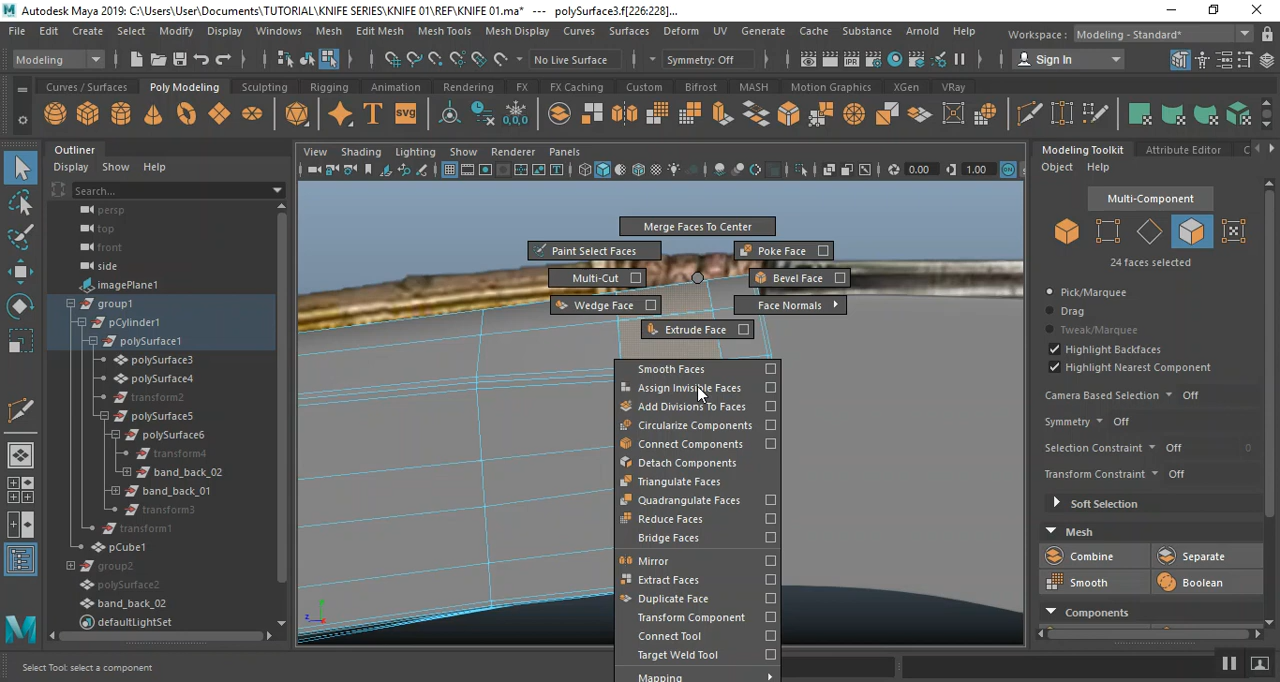 Autodesk Maya 2019: C:\Users\User\Documents\TUTORIAL\KNIFE SERIES\KNIFE 01\REF\KNIFE 01.ma* --- polySurface3.f[226:228]...
File Edit Create Select Modify Display Windows Mesh Edit Mesh Mesh Tools Mesh Display Curves Surfaces Deform UV Generate Cache Substance Arnold Help Workspace : Modeling - Standard*
Modeling No Live Surface Symmetry: Off Sign In
Curves / Surfaces Poly Modeling Sculpting Rigging Animation Rendering FX FX Caching Custom Bifrost MASH Motion Graphics XGen VRay
T SVG 0,0,0
Outliner
Display Show Help
Search...
persp
top
front
side
imagePlane1
group1
pCylinder1
polySurface1
polySurface3
polySurface4
transform2
polySurface5
polySurface6
transform4
band_back_02
band_back_01
transform3
transform1
pCube1
group2
polySurface2
band_back_02
defaultLightSet
View Shading Lighting Show Renderer Panels
0.00 1.00
Merge Faces To Center
Paint Select Faces Poke Face
Multi-Cut Bevel Face
Wedge Face Face Normals
Extrude Face
Smooth Faces
Assign Invisible Faces
Add Divisions To Faces
Circularize Components
Connect Components
Detach Components
Triangulate Faces
Quadrangulate Faces
Reduce Faces
Bridge Faces
Mirror
Extract Faces
Duplicate Face
Transform Component
Connect Tool
Target Weld Tool
Mapping
Modeling Toolkit Attribute Editor
Object Help
Multi-Component
24 faces selected
Pick/Marquee
Drag
Tweak/Marquee
Highlight Backfaces
Highlight Nearest Component
Camera Based Selection Off
Symmetry Off
Selection Constraint Off 0
Transform Constraint Off
Soft Selection
Mesh
Combine Separate
Smooth Boolean
Components
Select Tool: select a component